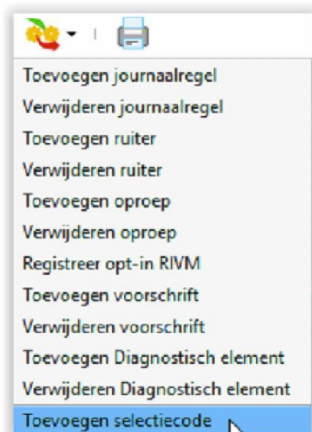 Toevoegen journaalregel
Verwijderen journaalregel
Toevoegen ruiter
Verwijderen ruiter
Toevoegen oproep
Verwijderen oproep
Registreer opt-in RIVM
Toevoegen voorschrift
Verwijderen voorschrift
Toevoegen Diagnostisch element
Verwijderen Diagnostisch element
Toevoegen selectiecode